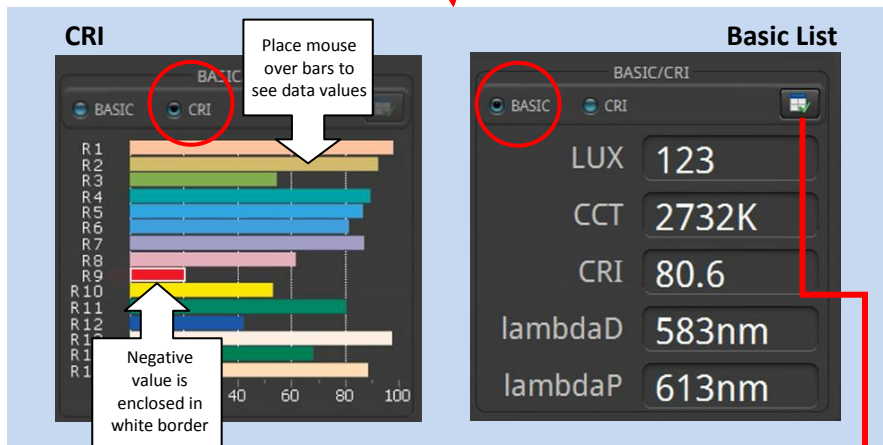 CRI
Basic List
Place mouse
over bars to
see data values
BASIC
BASIC
CRI
R1
R2
R3
R4
R5
R6
R7
R8
R9
R10
R11
R12
Negative
value is
enclosed in
white border
40 60 80 100
BASIC/CRI
BASIC CRI
LUX 123
CCT 2732K
CRI 80.6
lambdaD 583nm
lambdaP 613nm